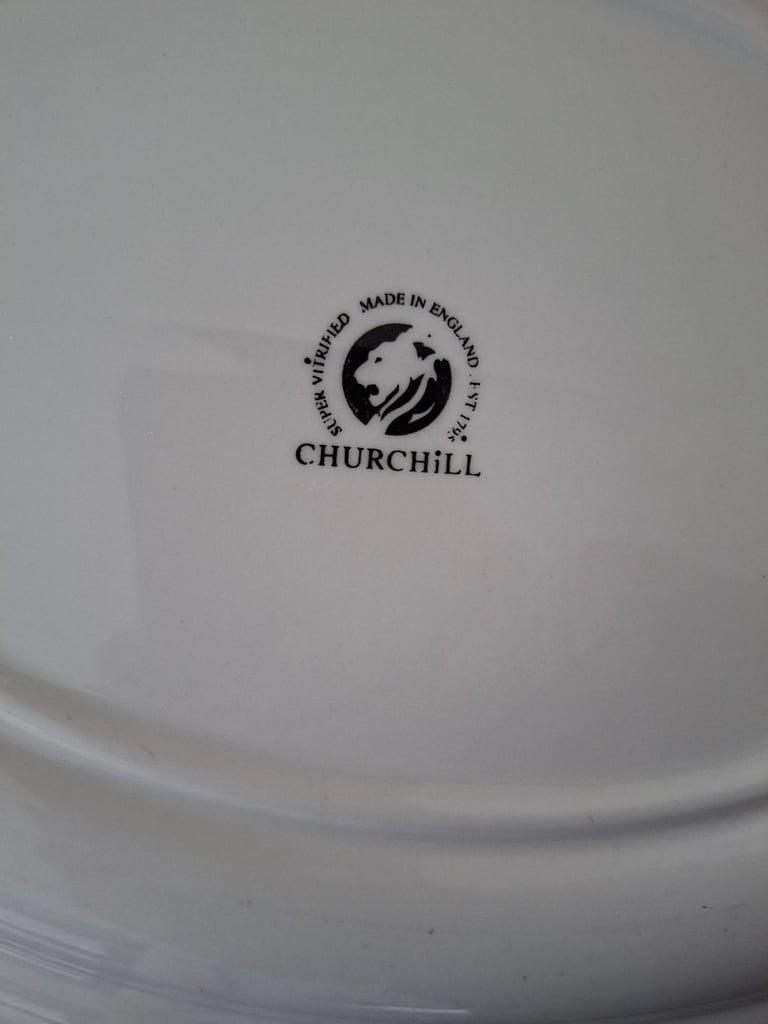 SUPER VITRIFIED MADE IN ENGLAND . EST 1795
CHURCHiLL